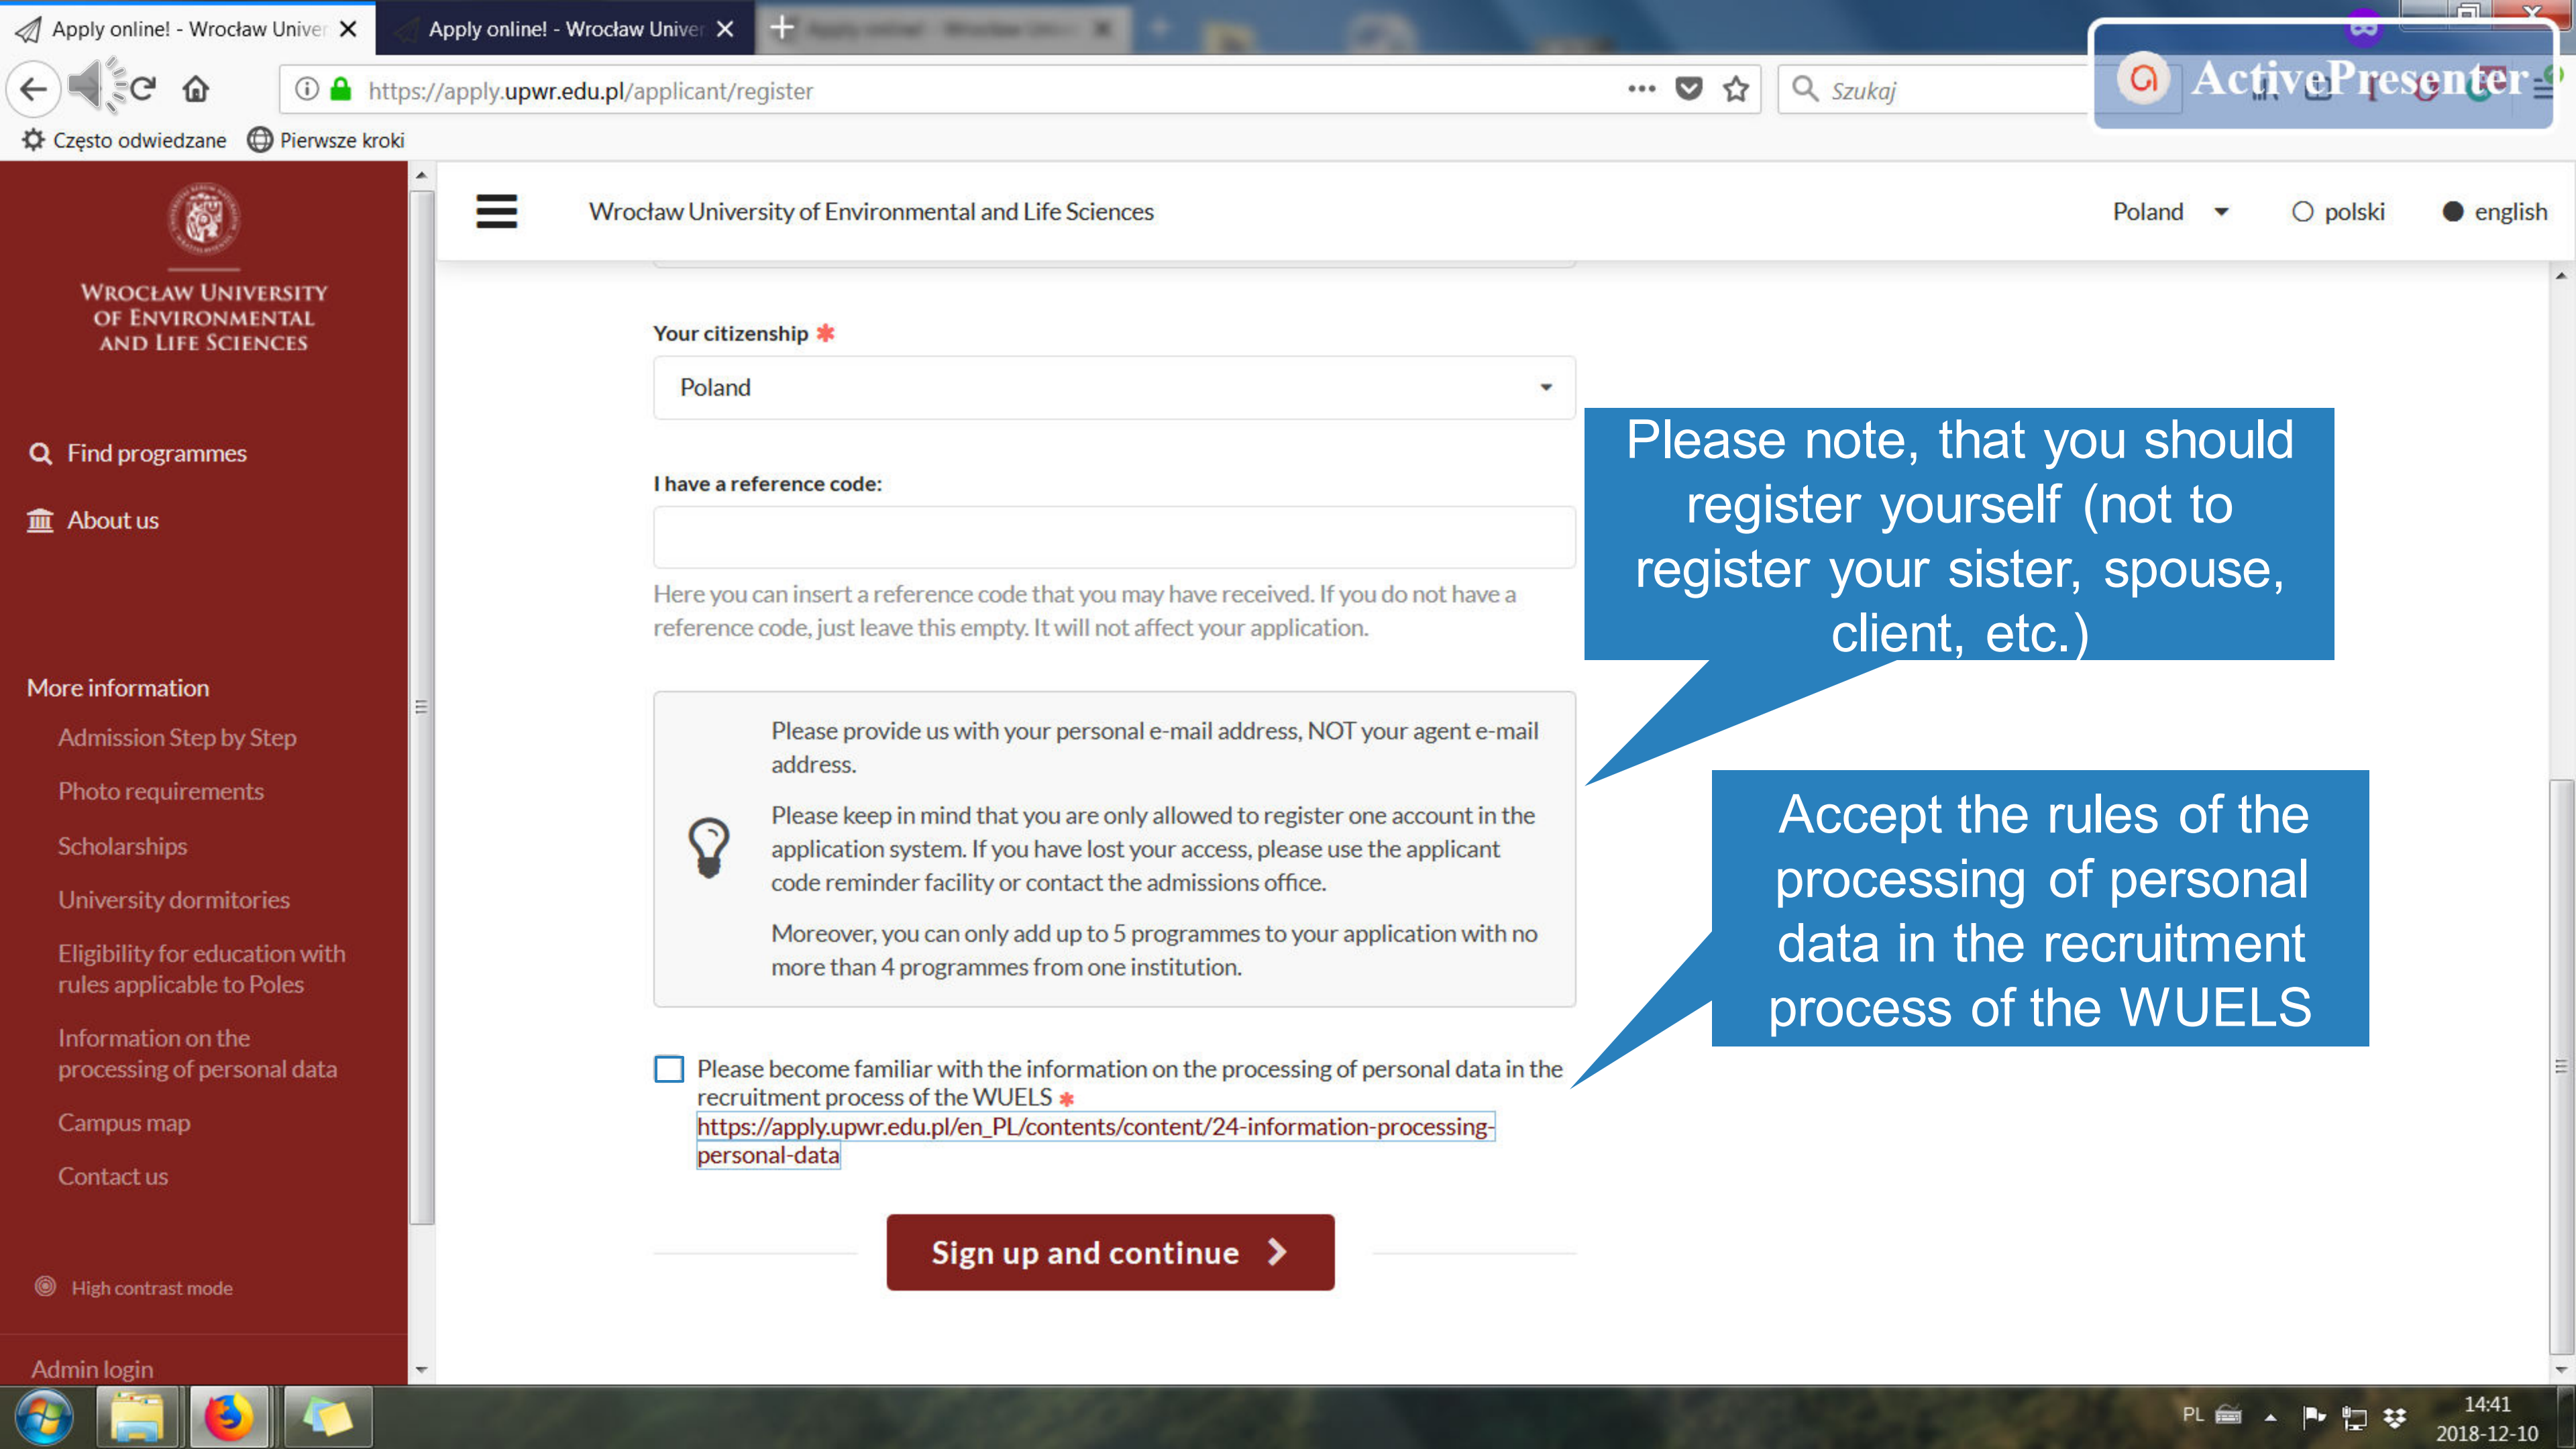 Apply online! - Wrocław Univer
Apply online! - Wrocław Univer
https://apply.upwr.edu.pl/applicant/register
Szukaj
ActivePresenter
Często odwiedzane
Pierwsze kroki
WROCŁAW UNIVERSITY
OF ENVIRONMENTAL
AND LIFE SCIENCES
Find programmes
About us
More information
Admission Step by Step
Photo requirements
Scholarships
University dormitories
Eligibility for education with
rules applicable to Poles
Information on the
processing of personal data
Campus map
Contact us
High contrast mode
Admin login
Wrocław University of Environmental and Life Sciences
Poland
polski
english
Your citizenship *
Poland
I have a reference code:
Here you can insert a reference code that you may have received. If you do not have a
reference code, just leave this empty. It will not affect your application.
Please provide us with your personal e-mail address, NOT your agent e-mail
address.
Please keep in mind that you are only allowed to register one account in the
application system. If you have lost your access, please use the applicant
code reminder facility or contact the admissions office.
Moreover, you can only add up to 5 programmes to your application with no
more than 4 programmes from one institution.
Please become familiar with the information on the processing of personal data in the
recruitment process of the WUELS *
https://apply.upwr.edu.pl/en_PL/contents/content/24-information-processing-
personal-data
Sign up and continue
Please note, that you should
register yourself (not to
register your sister, spouse,
client, etc.)
Accept the rules of the
processing of personal
data in the recruitment
process of the WUELS
PL
14:41
2018-12-10